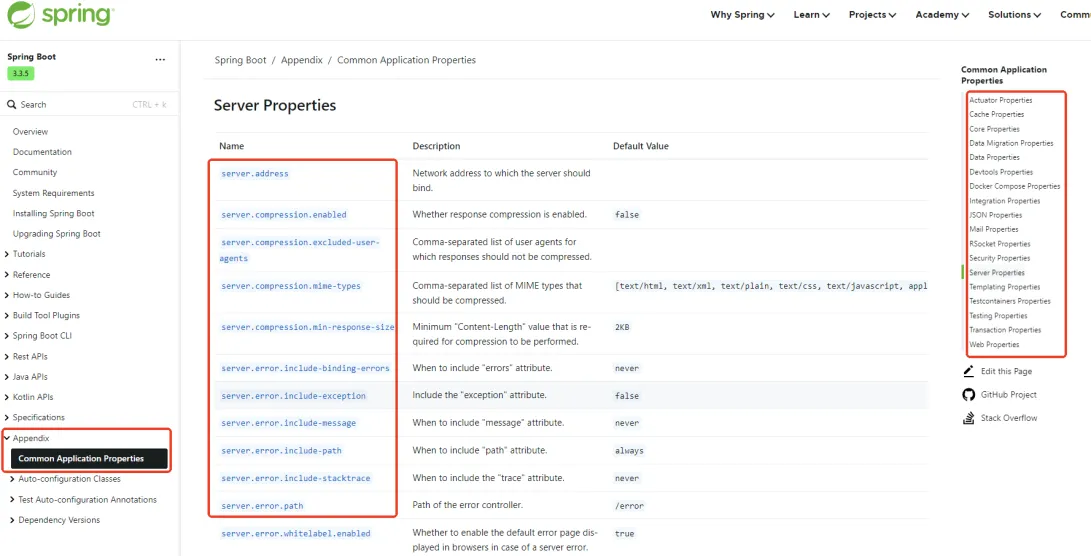 spring
Why Spring
Learn
Projects
Academy
Solutions
Spring Boot
...
3.3.5
Search CTRL + k
Overview
Documentation
Community
System Requirements
Installing Spring Boot
Upgrading Spring Boot
Tutorials
Reference
How-to Guides
Build Tool Plugins
Spring Boot CLI
Rest APIs
Java APIs
Kotlin APIs
Specifications
Appendix
Common Application Properties
Auto-configuration Classes
Test Auto-configuration Annotations
Dependency Versions
Spring Boot / Appendix / Common Application Properties
Server Properties
Name Description Default Value
server.address Network address to which the server should
bind.
server.compression.enabled Whether response compression is enabled. false
server.compression.excluded-user- Comma-separated list of user agents for
agents which responses should not be compressed.
server.compression.mime-types Comma-separated list of MIME types that [text/html, text/xml, text/plain, text/css, text/javascript, appl
should be compressed.
server.compression.min-response-size Minimum "Content-Length" value that is re- 2KB
quired for compression to be performed.
server.error.include-binding-errors When to include "errors" attribute. never
server.error.include-exception Include the "exception" attribute. false
server.error.include-message When to include "message" attribute. never
server.error.include-path When to include "path" attribute. always
server.error.include-stacktrace When to include the "trace" attribute. never
server.error.path Path of the error controller. /error
server.error.whitelabel.enabled Whether to enable the default error page dis- true
played in browsers in case of a server error.
Common Application
Properties
Actuator Properties
Cache Properties
Core Properties
Data Migration Properties
Data Properties
Devtools Properties
Docker Compose Properties
Integration Properties
JSON Properties
Mail Properties
RSocket Properties
Security Properties
Server Properties
Templating Properties
Testcontainers Properties
Testing Properties
Transaction Properties
Web Properties
Edit this Page
GitHub Project
Stack Overflow